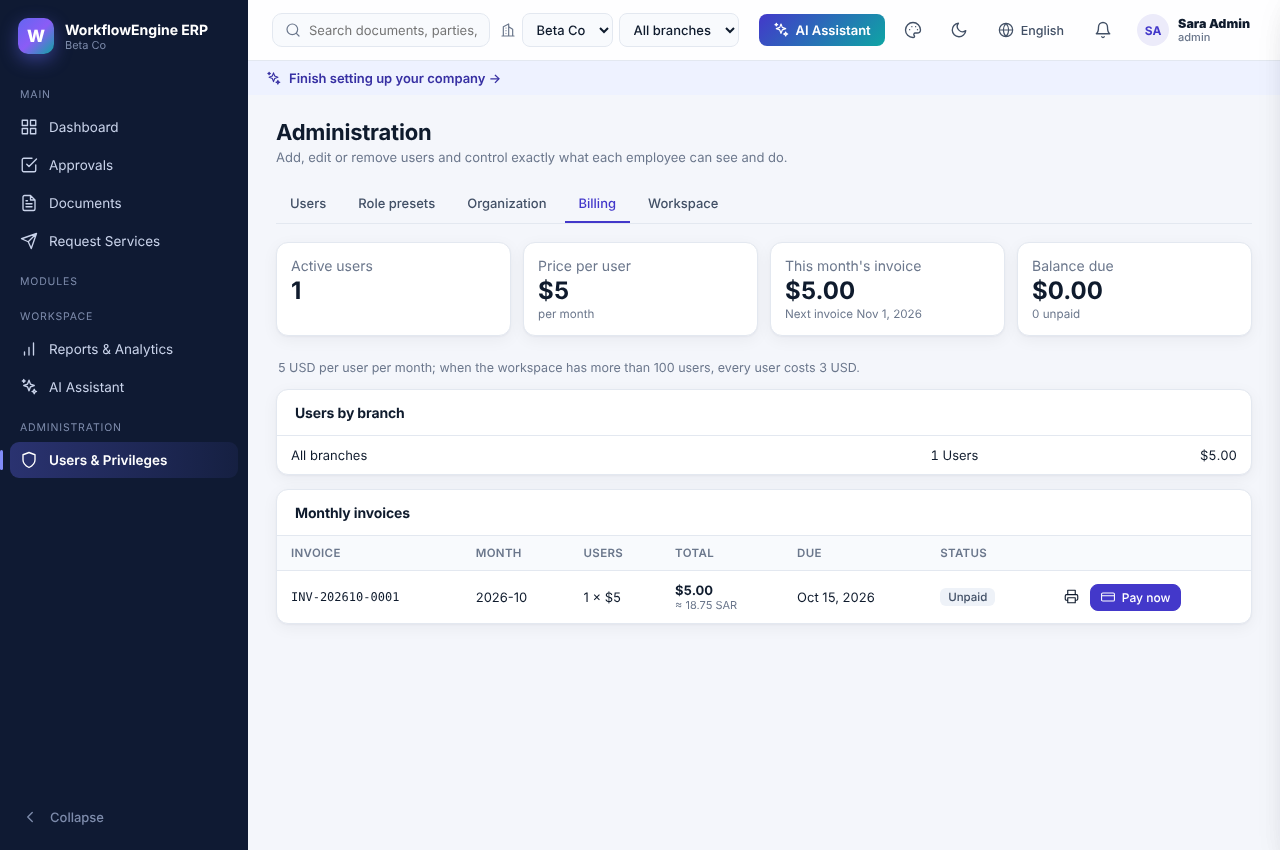 W
WorkflowEngine ERP
Beta Co
MAIN
Dashboard
Approvals
Documents
Request Services
MODULES
WORKSPACE
Reports & Analytics
AI Assistant
ADMINISTRATION
Users & Privileges
Collapse
Search documents, parties,
Beta Co
All branches
AI Assistant
English
SA
Sara Admin
admin
Finish setting up your company →
Administration
Add, edit or remove users and control exactly what each employee can see and do.
Users Role presets Organization Billing Workspace
Active users
1
Price per user
$5
per month
This month's invoice
$5.00
Next invoice Nov 1, 2026
Balance due
$0.00
0 unpaid
5 USD per user per month; when the workspace has more than 100 users, every user costs 3 USD.
Users by branch
All branches 1 Users $5.00
Monthly invoices
INVOICE MONTH USERS TOTAL DUE STATUS
INV-202610-0001 2026-10 1 × $5 $5.00 Oct 15, 2026 Unpaid Pay now
≈ 18.75 SAR